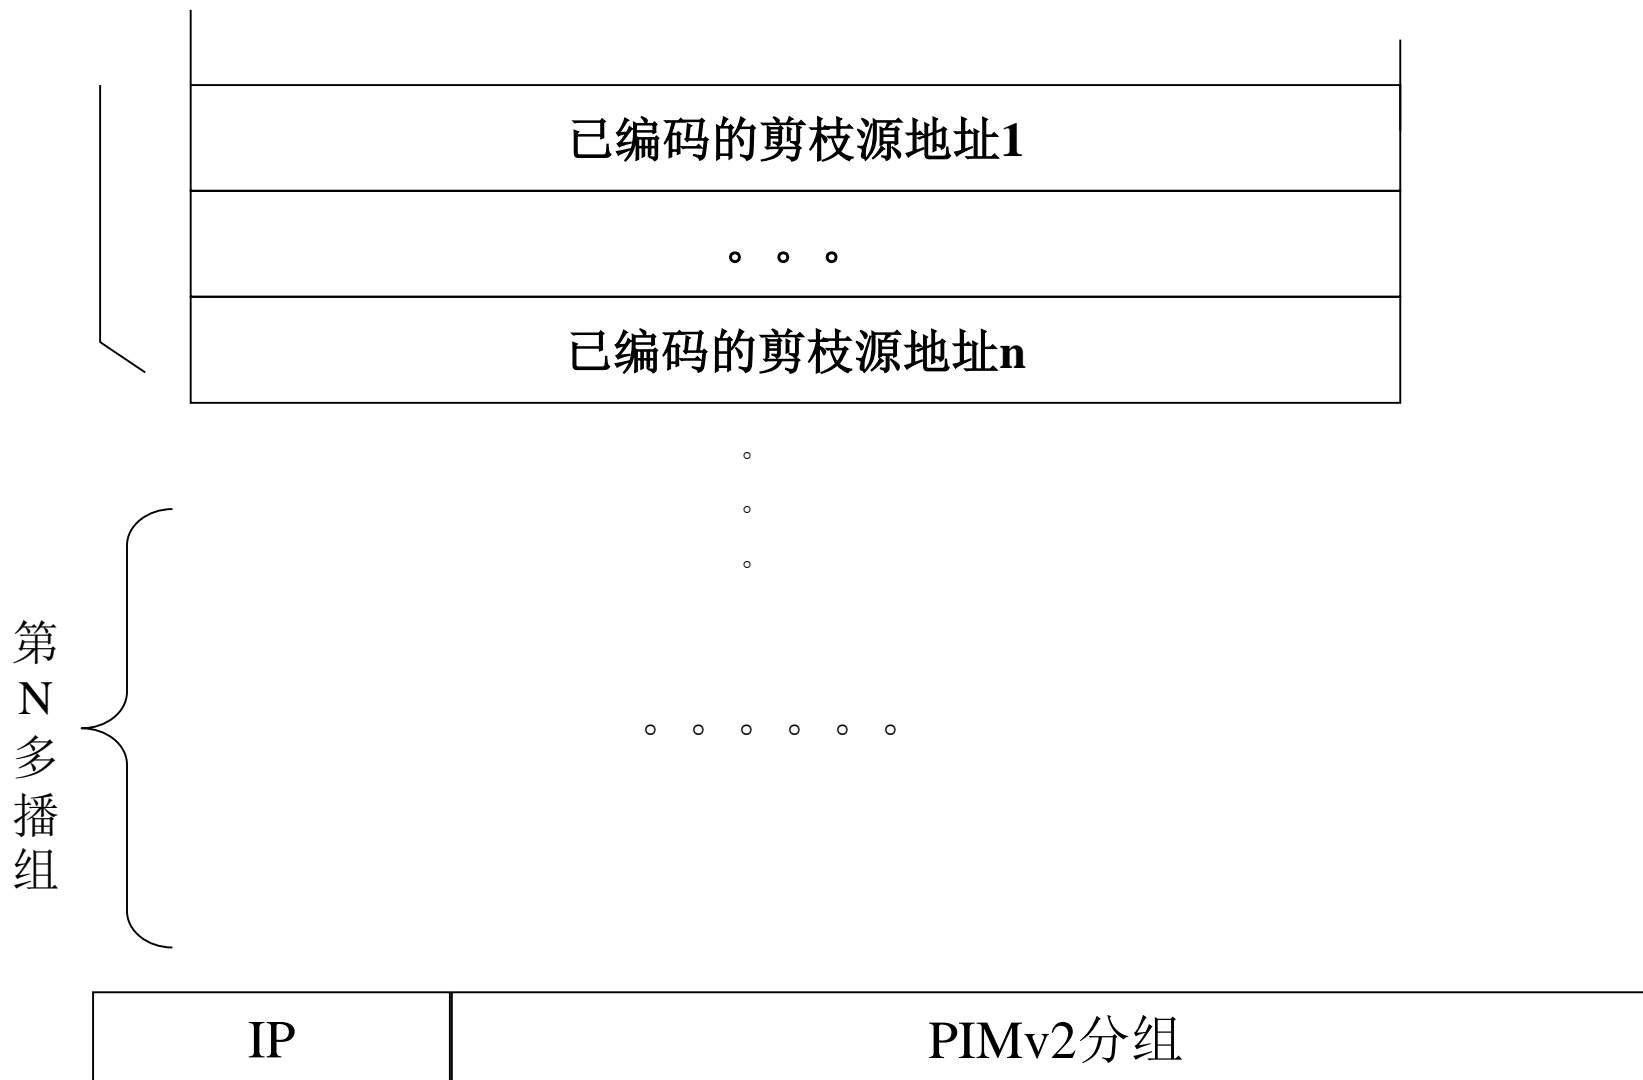 已编码的剪枝源地址1
。。。
已编码的剪枝源地址n
。
。
。
第
N
多
播
组
。。。。。。
IP
PIMv2分组